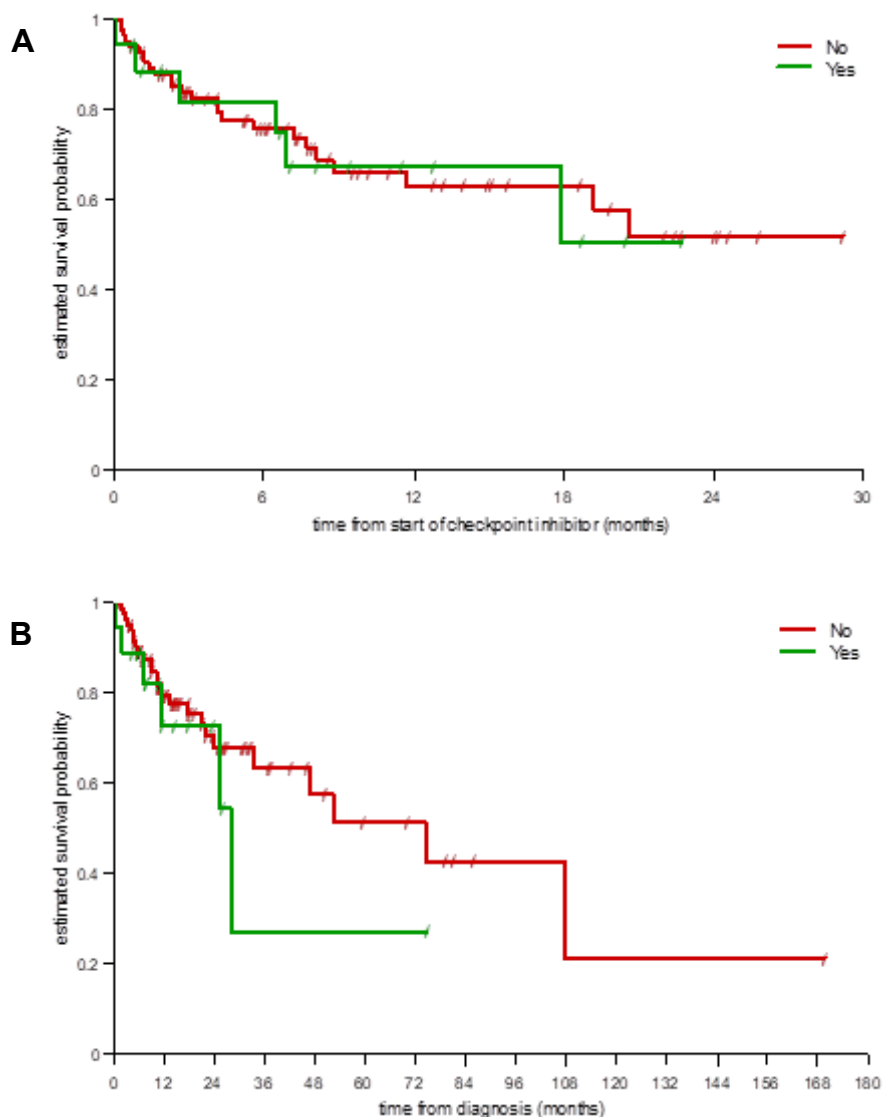 A
No
Yes
estimated survival probability
1
0.8
0.6
0.4
0.2
0
0 6 12 18 24 30
time from start of checkpoint inhibitor (months)
B
No
Yes
estimated survival probability
1
0.8
0.6
0.4
0.2
0
0 12 24 36 48 60 72 84 96 108 120 132 144 156 168 180
time from diagnosis (months)